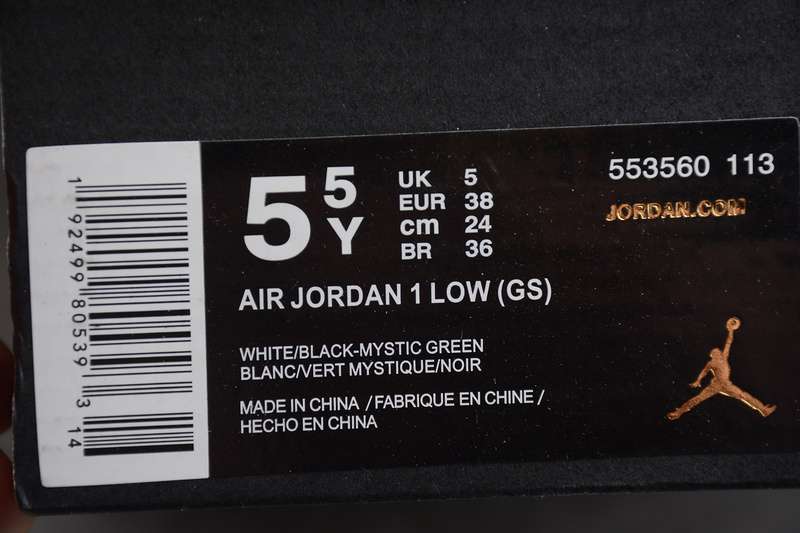 5 5 Y
UK 5
EUR 38
cm 24
BR 36
553560 113
JORDAN.COM
AIR JORDAN 1 LOW (GS)
WHITE/BLACK-MYSTIC GREEN
BLANC/VERT MYSTIQUE/NOIR
MADE IN CHINA / FABRIQUE EN CHINE /
HECHO EN CHINA
1 92499 80539 3 14